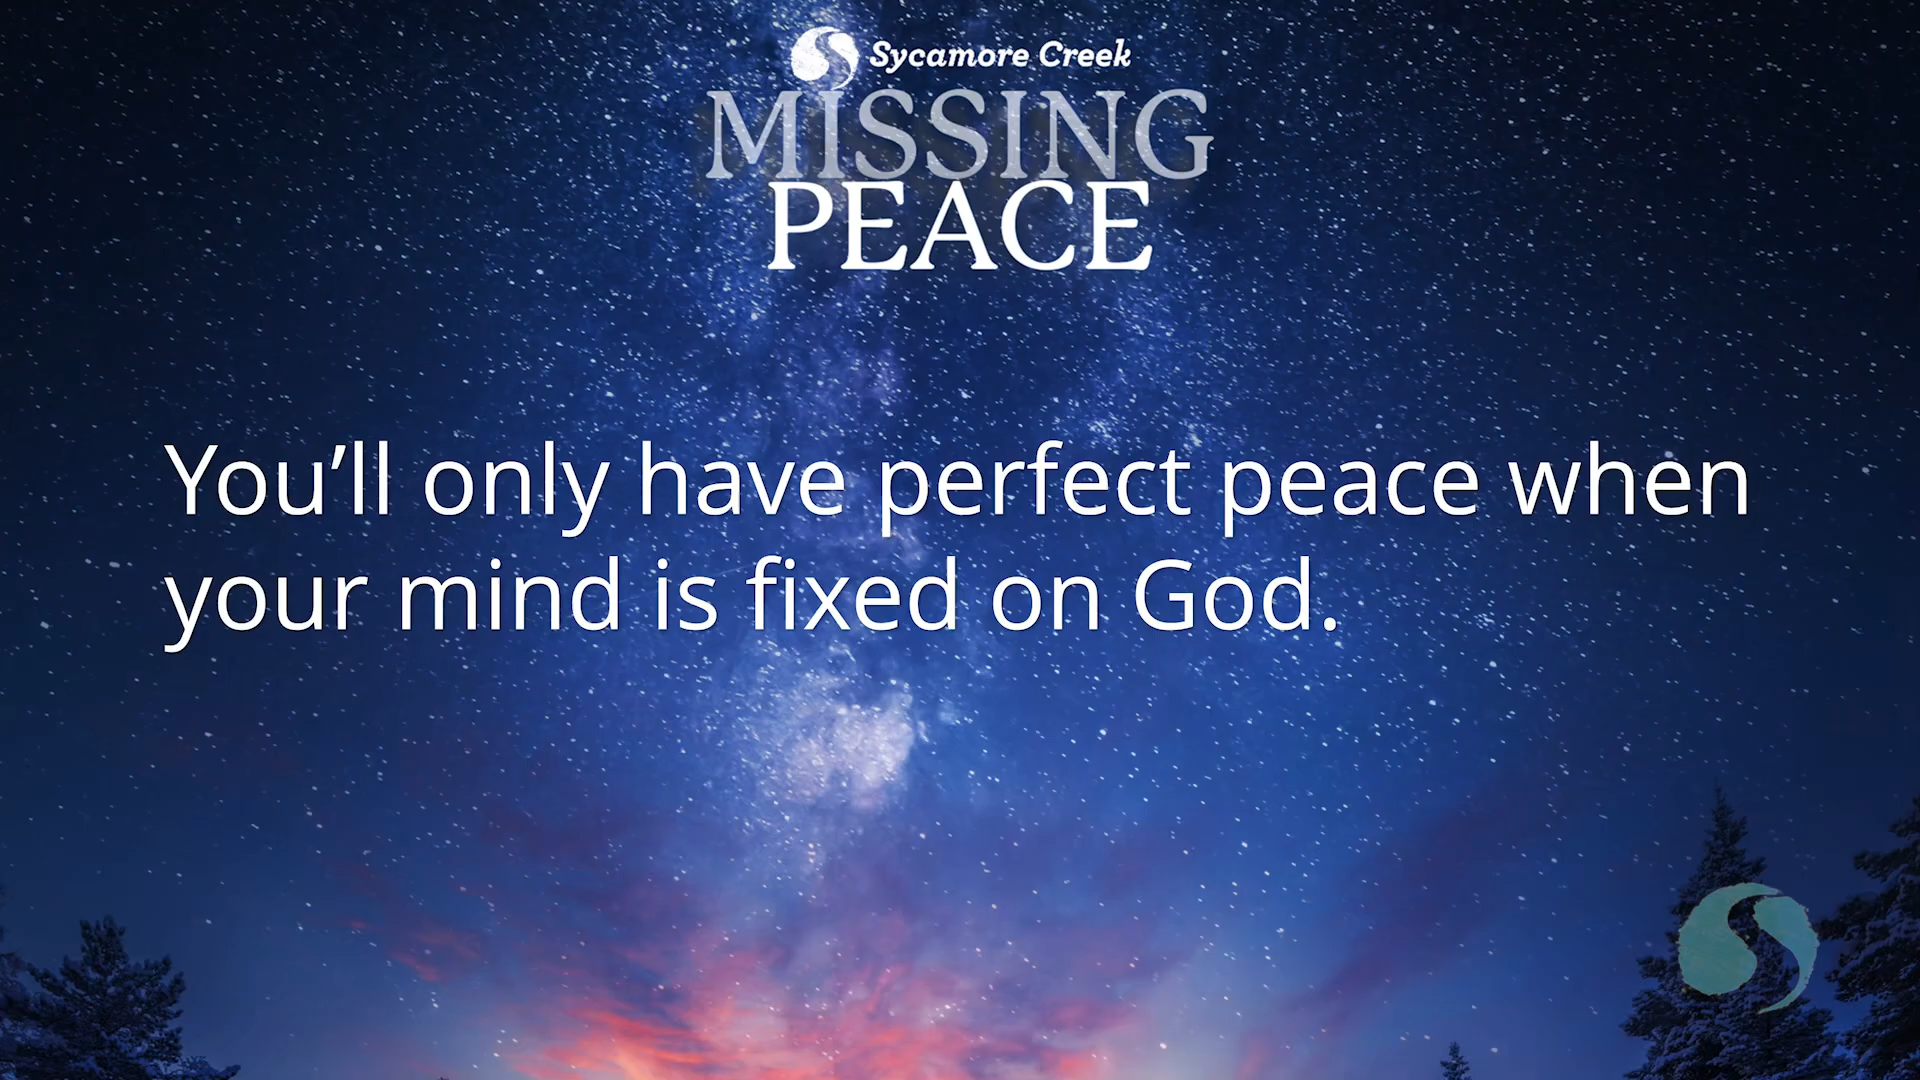 Sycamore Creek
MISSING
PEACE
You’ll only have perfect peace when
your mind is fixed on God.